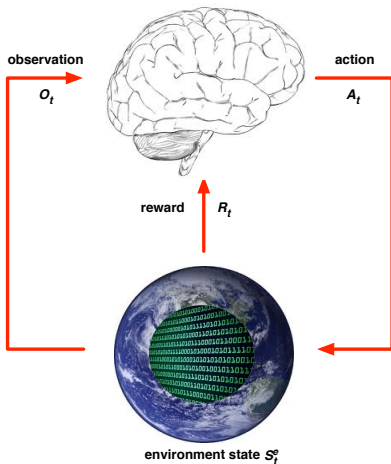 observation
action
O_t
A_t
reward
R_t
environment state S_t^e